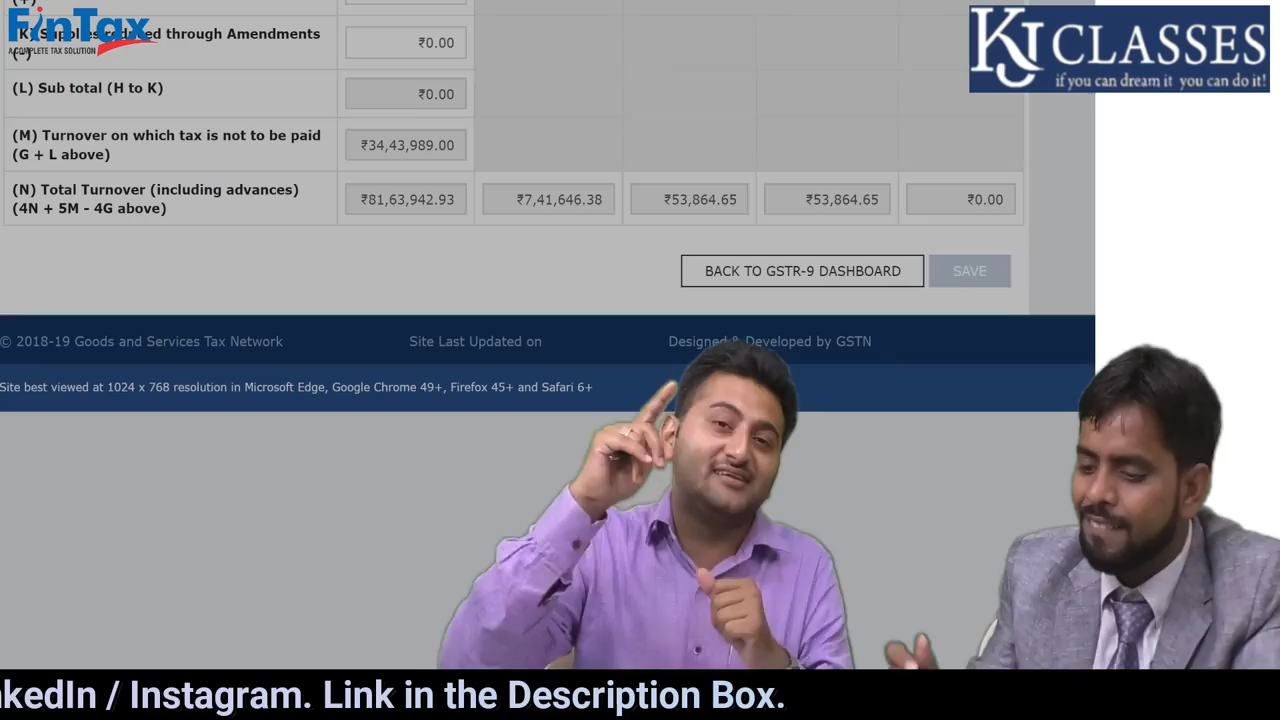 FinTax
A COMPLETE TAX SOLUTION
KJ CLASSES
if you can dream it you can do it!
(+)
(K) Supplies reduced through Amendments
(-)
₹0.00
(L) Sub total (H to K)
₹0.00
(M) Turnover on which tax is not to be paid
(G + L above)
₹34,43,989.00
(N) Total Turnover (including advances)
(4N + 5M - 4G above)
₹81,63,942.93 ₹7,41,646.38 ₹53,864.65 ₹53,864.65 ₹0.00
BACK TO GSTR-9 DASHBOARD SAVE
© 2018-19 Goods and Services Tax Network Site Last Updated on Designed & Developed by GSTN
Site best viewed at 1024 x 768 resolution in Microsoft Edge, Google Chrome 49+, Firefox 45+ and Safari 6+
nkedIn / Instagram. Link in the Description Box.